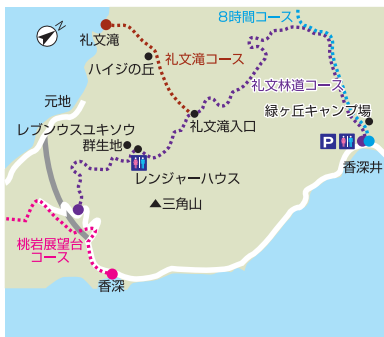 8時間コース
N
礼文滝
礼文滝コース
ハイジの丘
礼文林道コース
元地
緑ヶ丘キャンプ場
礼文滝入口
レブンウスユキソウ
群生地
P
香深井
レンジャーハウス
▲三角山
桃岩展望台
コース
香深